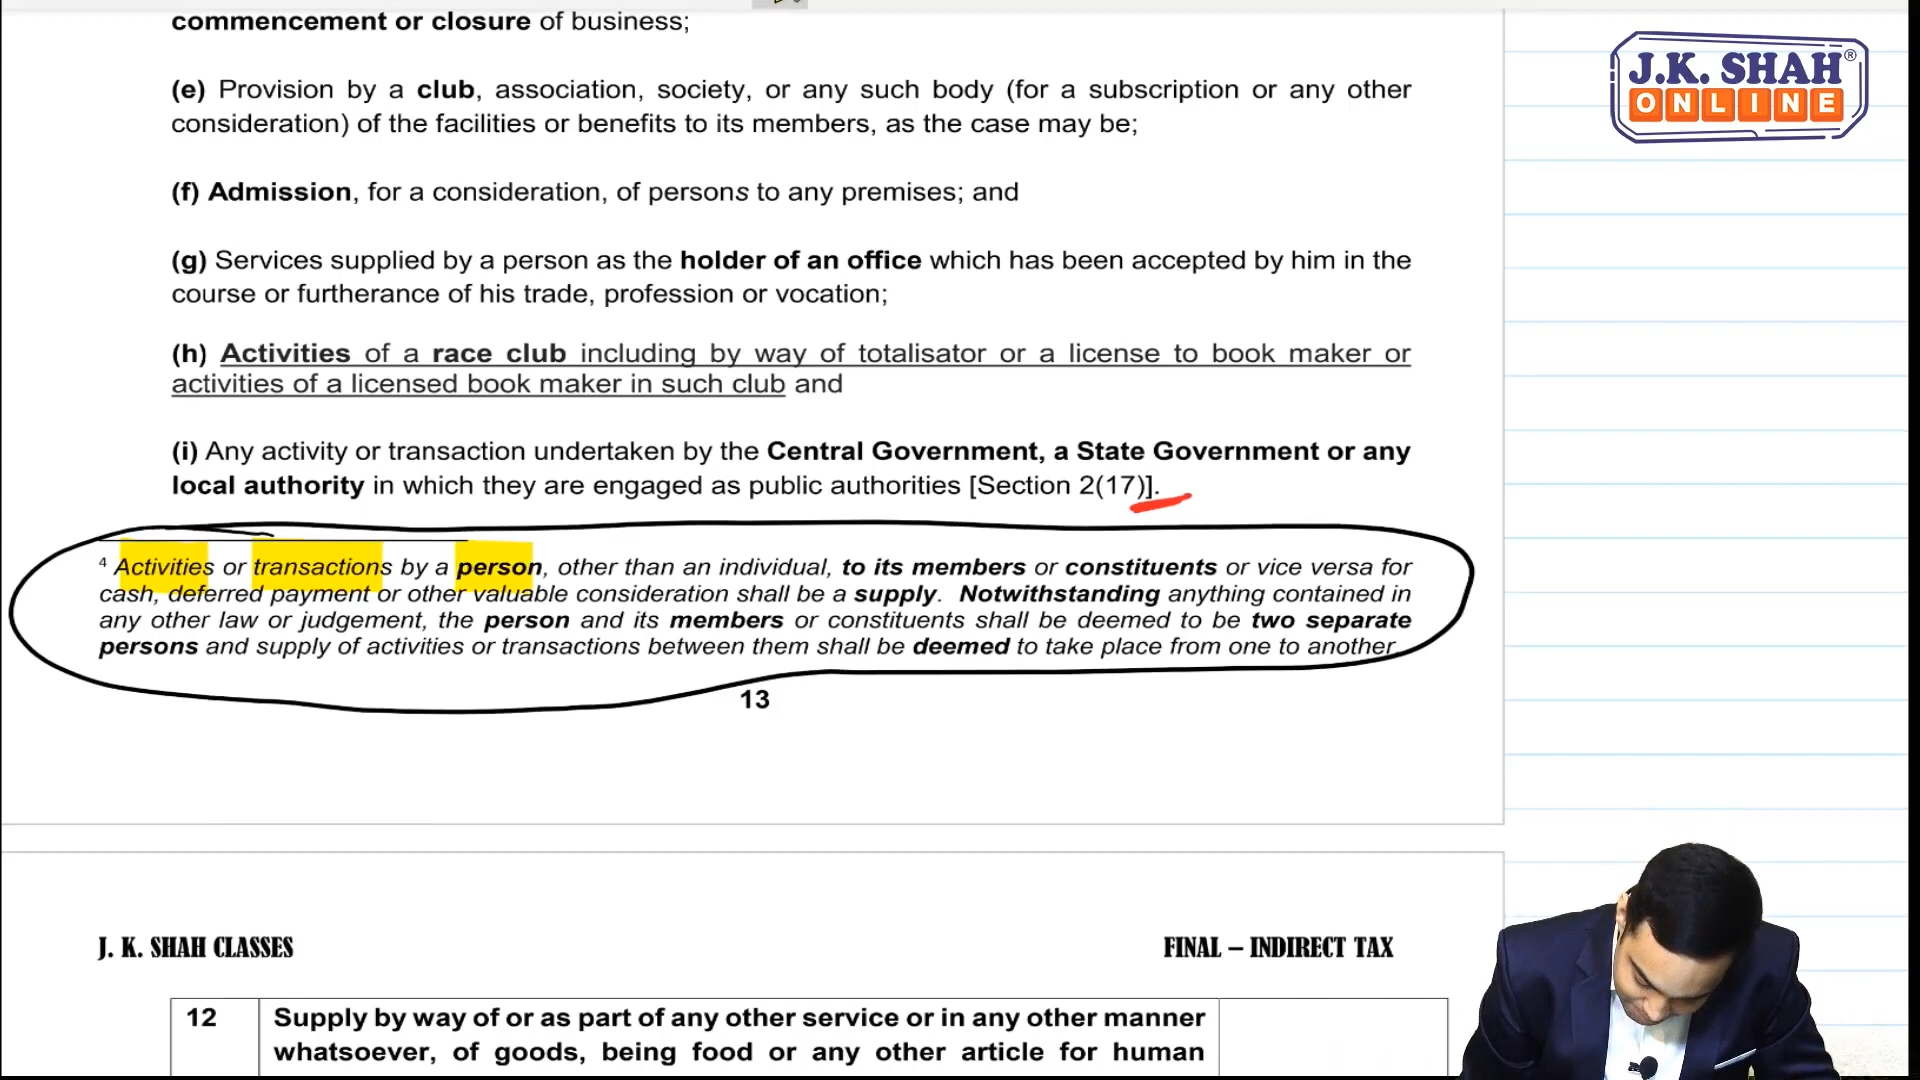 commencement or closure of business;
J.K. SHAH®
ONLINE
(e) Provision by a club, association, society, or any such body (for a subscription or any other
consideration) of the facilities or benefits to its members, as the case may be;
(f) Admission, for a consideration, of persons to any premises; and
(g) Services supplied by a person as the holder of an office which has been accepted by him in the
course or furtherance of his trade, profession or vocation;
(h) Activities of a race club including by way of totalisator or a license to book maker or
activities of a licensed book maker in such club and
(i) Any activity or transaction undertaken by the Central Government, a State Government or any
local authority in which they are engaged as public authorities [Section 2(17)].
4 Activities or transactions by a person, other than an individual, to its members or constituents or vice versa for
cash, deferred payment or other valuable consideration shall be a supply. Notwithstanding anything contained in
any other law or judgement, the person and its members or constituents shall be deemed to be two separate
persons and supply of activities or transactions between them shall be deemed to take place from one to another.
13
J. K. SHAH CLASSES
FINAL – INDIRECT TAX
12 Supply by way of or as part of any other service or in any other manner
whatsoever, of goods, being food or any other article for human